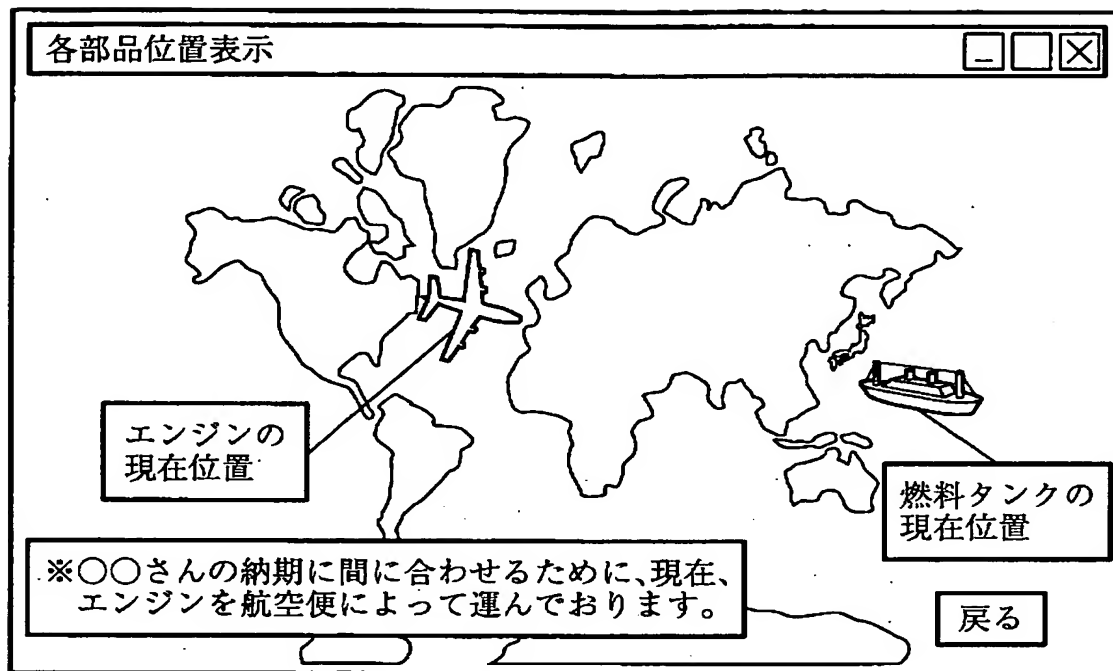 各部品位置表示
エンジンの
現在位置
燃料タンクの
現在位置
※○○さんの納期に間に合わせるために、現在、
エンジンを航空便によって運んでおります。
戻る